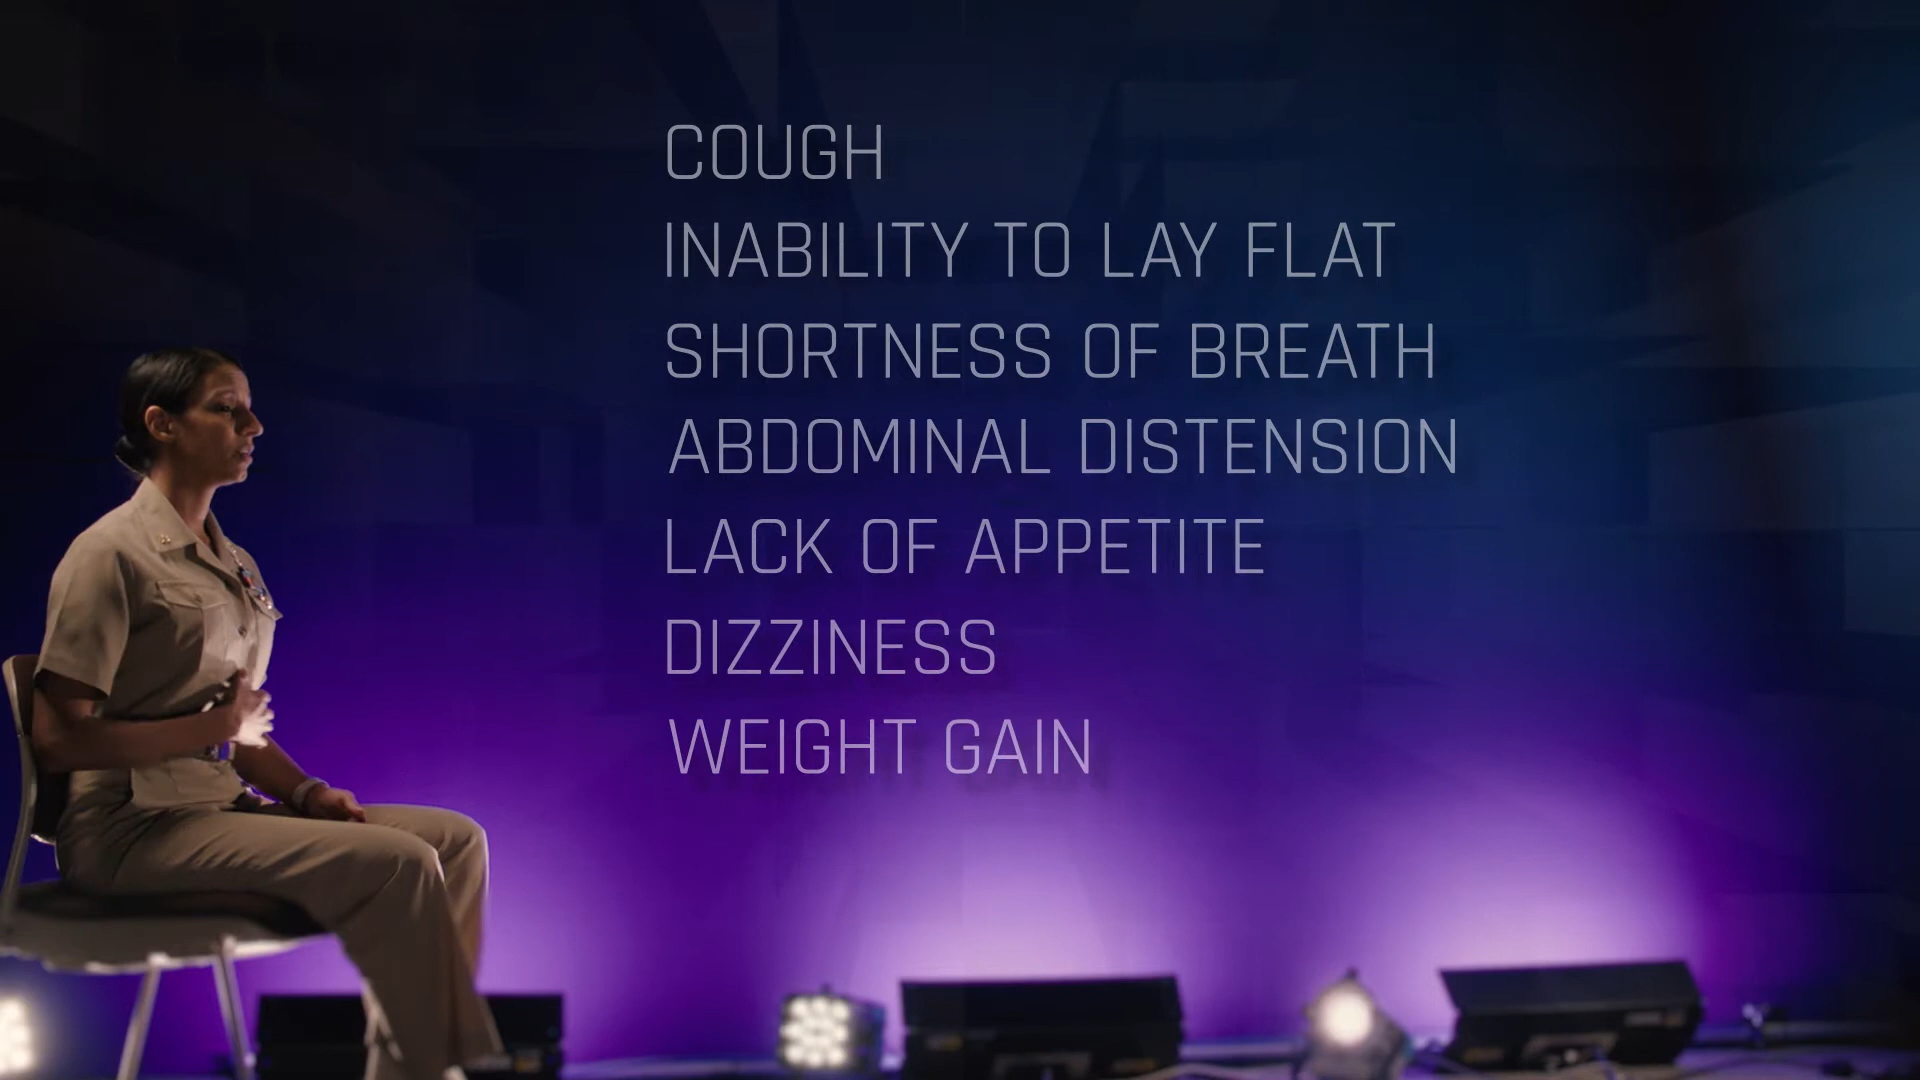 COUGH
INABILITY TO LAY FLAT
SHORTNESS OF BREATH
ABDOMINAL DISTENSION
LACK OF APPETITE
DIZZINESS
WEIGHT GAIN